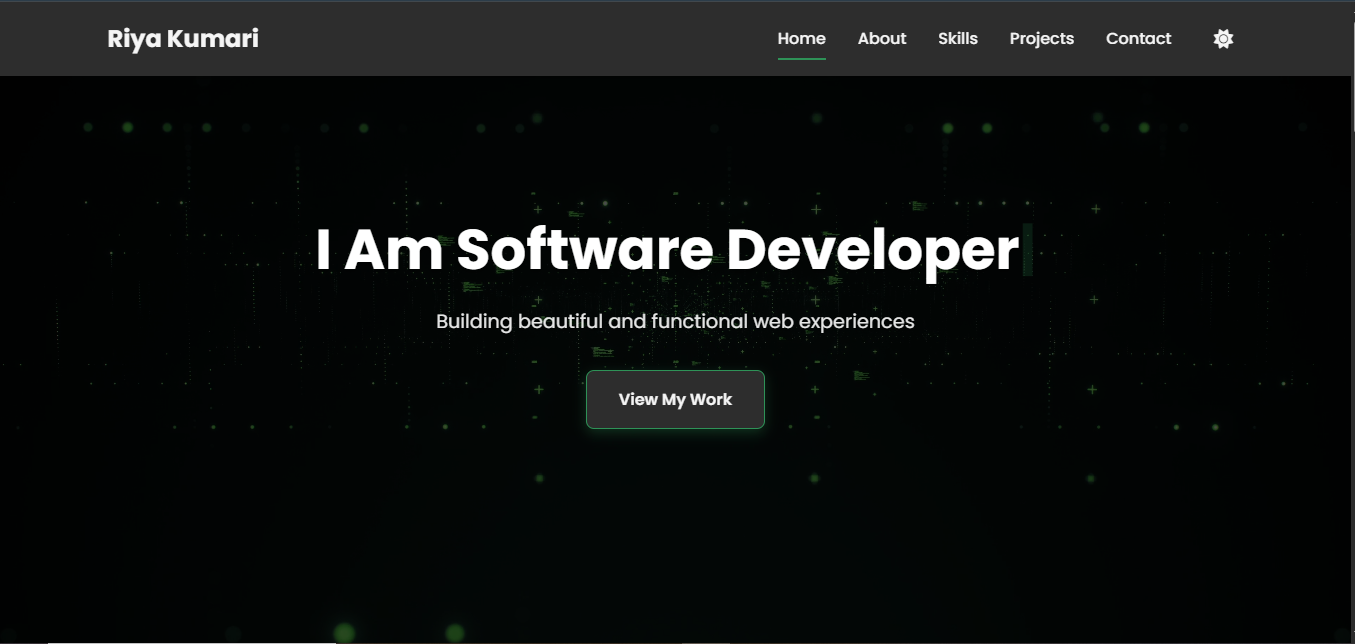 Riya Kumari
Home About Skills Projects Contact
I Am Software Developer
Building beautiful and functional web experiences
View My Work